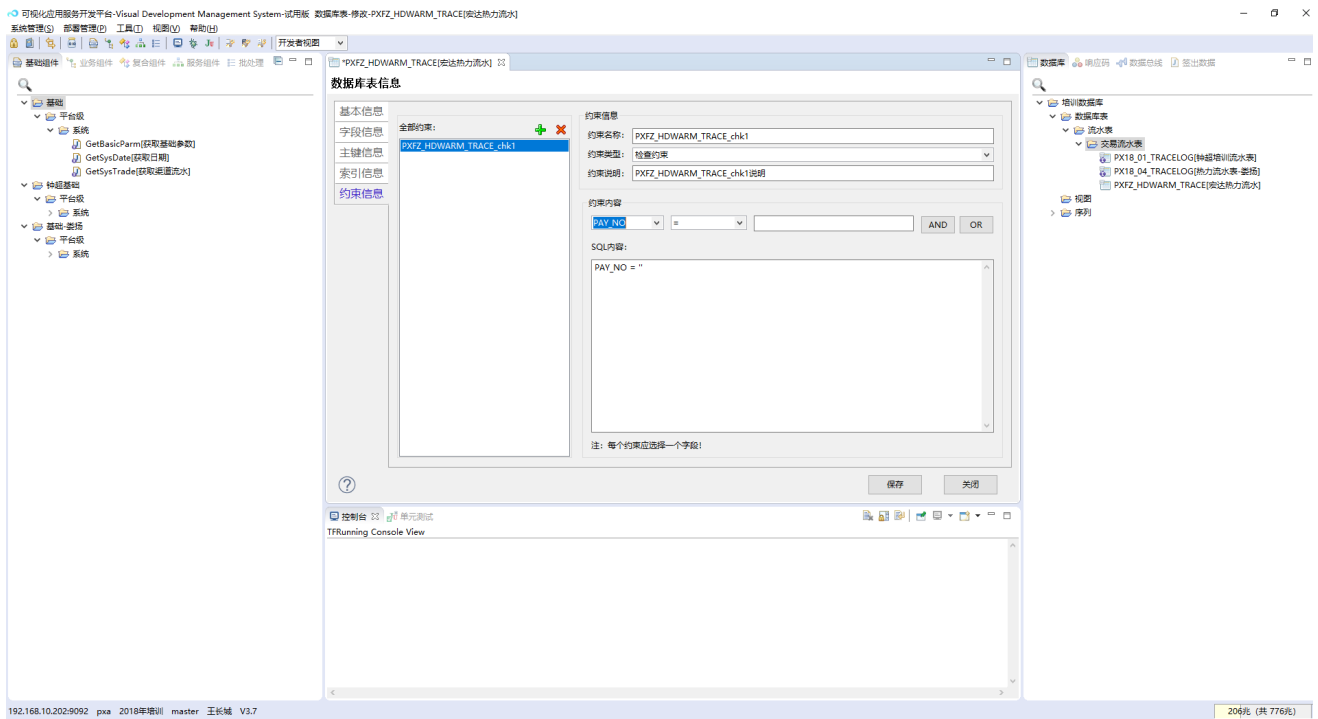 可视化应用服务开发平台-Visual Development Management System-试用版 数据库表-修改-PXFZ_HDWARM_TRACE[宏达热力流水]
系统管理(S) 部署管理(P) 工具(T) 视图(V) 帮助(H)
开发者视图
基础组件 业务组件 复合组件 服务组件 批处理
基础
平台级
系统
GetBasicParm[获取基础参数]
GetSysDate[获取日期]
GetSysTrade[获取渠道流水]
钟超基础
平台级
系统
基础-娄扬
平台级
系统
*PXFZ_HDWARM_TRACE[宏达热力流水]
数据库表信息
基本信息
字段信息
主键信息
索引信息
约束信息
全部约束:
PXFZ_HDWARM_TRACE_chk1
约束信息
约束名称: PXFZ_HDWARM_TRACE_chk1
约束类型: 检查约束
约束说明: PXFZ_HDWARM_TRACE_chk1说明
约束内容
PAY_NO = AND OR
SQL内容:
PAY_NO = ''
注: 每个约束应选择一个字段!
保存 关闭
控制台 单元测试
TFRunning Console View
数据库 响应码 数据总线 签出数据
培训数据库
数据库表
流水表
交易流水表
PX18_01_TRACELOG[钟超培训流水表]
PX18_04_TRACELOG[热力流水表-娄扬]
PXFZ_HDWARM_TRACE[宏达热力流水]
视图
序列
192.168.10.202:9092 pxa 2018年培训 master 王长城 V3.7
206兆 (共 776兆)